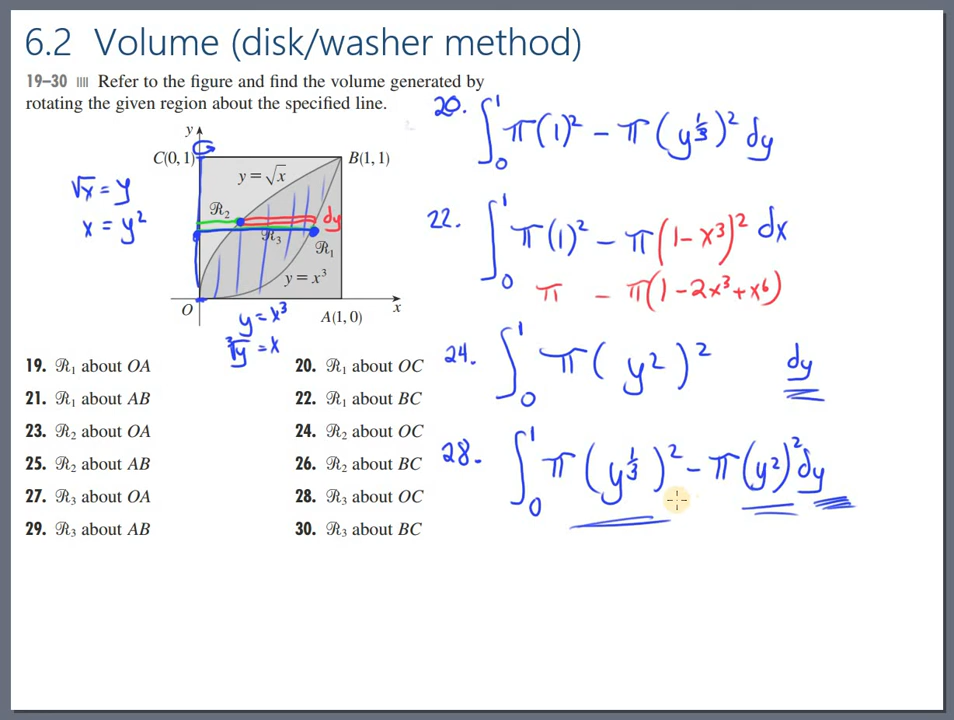 6.2 Volume (disk/washer method)
19–30 Refer to the figure and find the volume generated by
rotating the given region about the specified line.
y
C(0, 1)
B(1, 1)
y = √x
ℛ₂
ℛ₃
ℛ₁
dy
y = x³
O
A(1, 0)
x
√x = y
x = y²
y = x³
∛y = x
19. ℛ₁ about OA
20. ℛ₁ about OC
21. ℛ₁ about AB
22. ℛ₁ about BC
23. ℛ₂ about OA
24. ℛ₂ about OC
25. ℛ₂ about AB
26. ℛ₂ about BC
27. ℛ₃ about OA
28. ℛ₃ about OC
29. ℛ₃ about AB
30. ℛ₃ about BC
20. ∫₀¹ π(1)² − π(y^{1/3})² dy
22. ∫₀¹ π(1)² − π(1 − x³)² dx
π − π(1 − 2x³ + x⁶)
24. ∫₀¹ π(y²)² dy
28. ∫₀¹ π(y^{1/3})² − π(y²)² dy